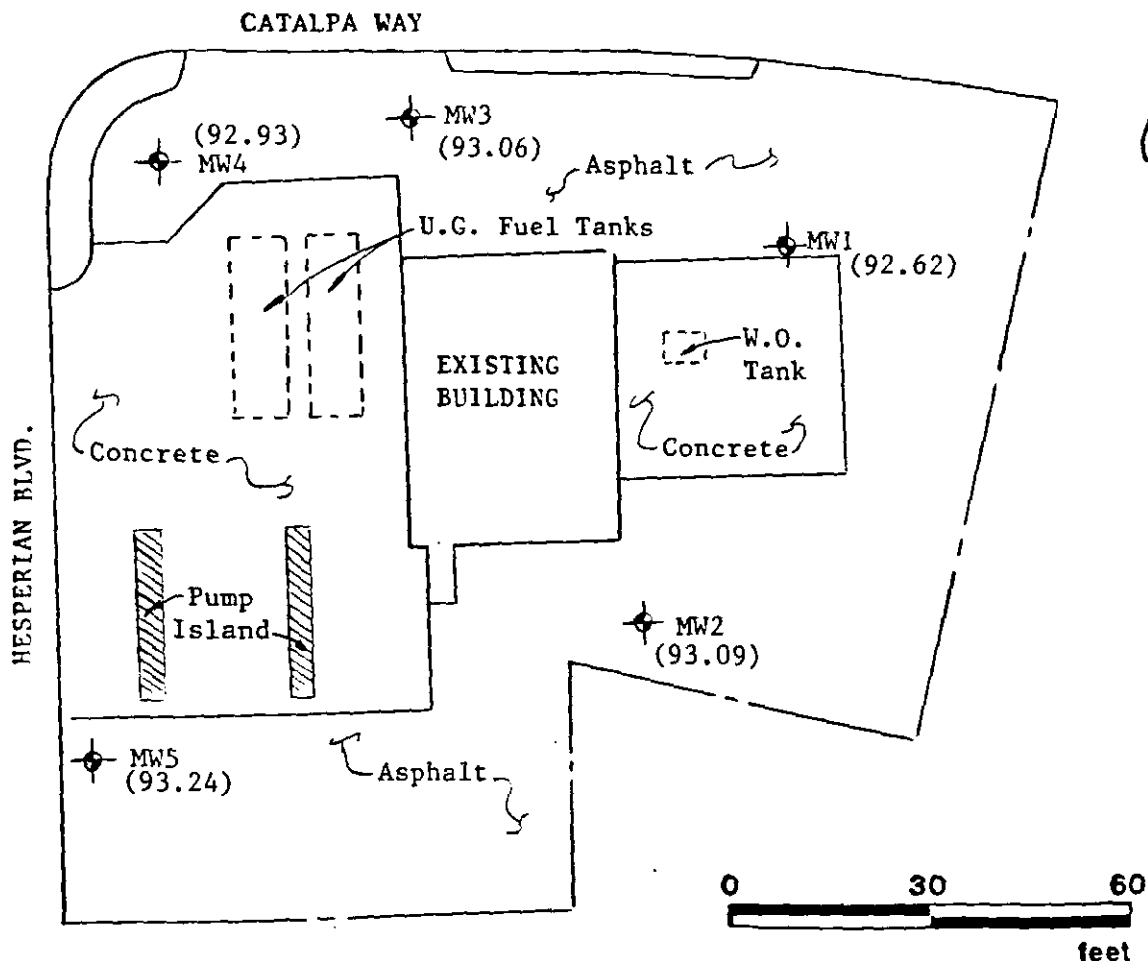 CATALPA WAY
(92.93)
MW4
MW3
(93.06)
Asphalt
U.G. Fuel Tanks
MW1
(92.62)
EXISTING
BUILDING
W.O.
Tank
Concrete
Concrete
HESPERIAN BLVD.
Pump
Island
MW2
(93.09)
MW5
(93.24)
Asphalt
0 30 60
feet